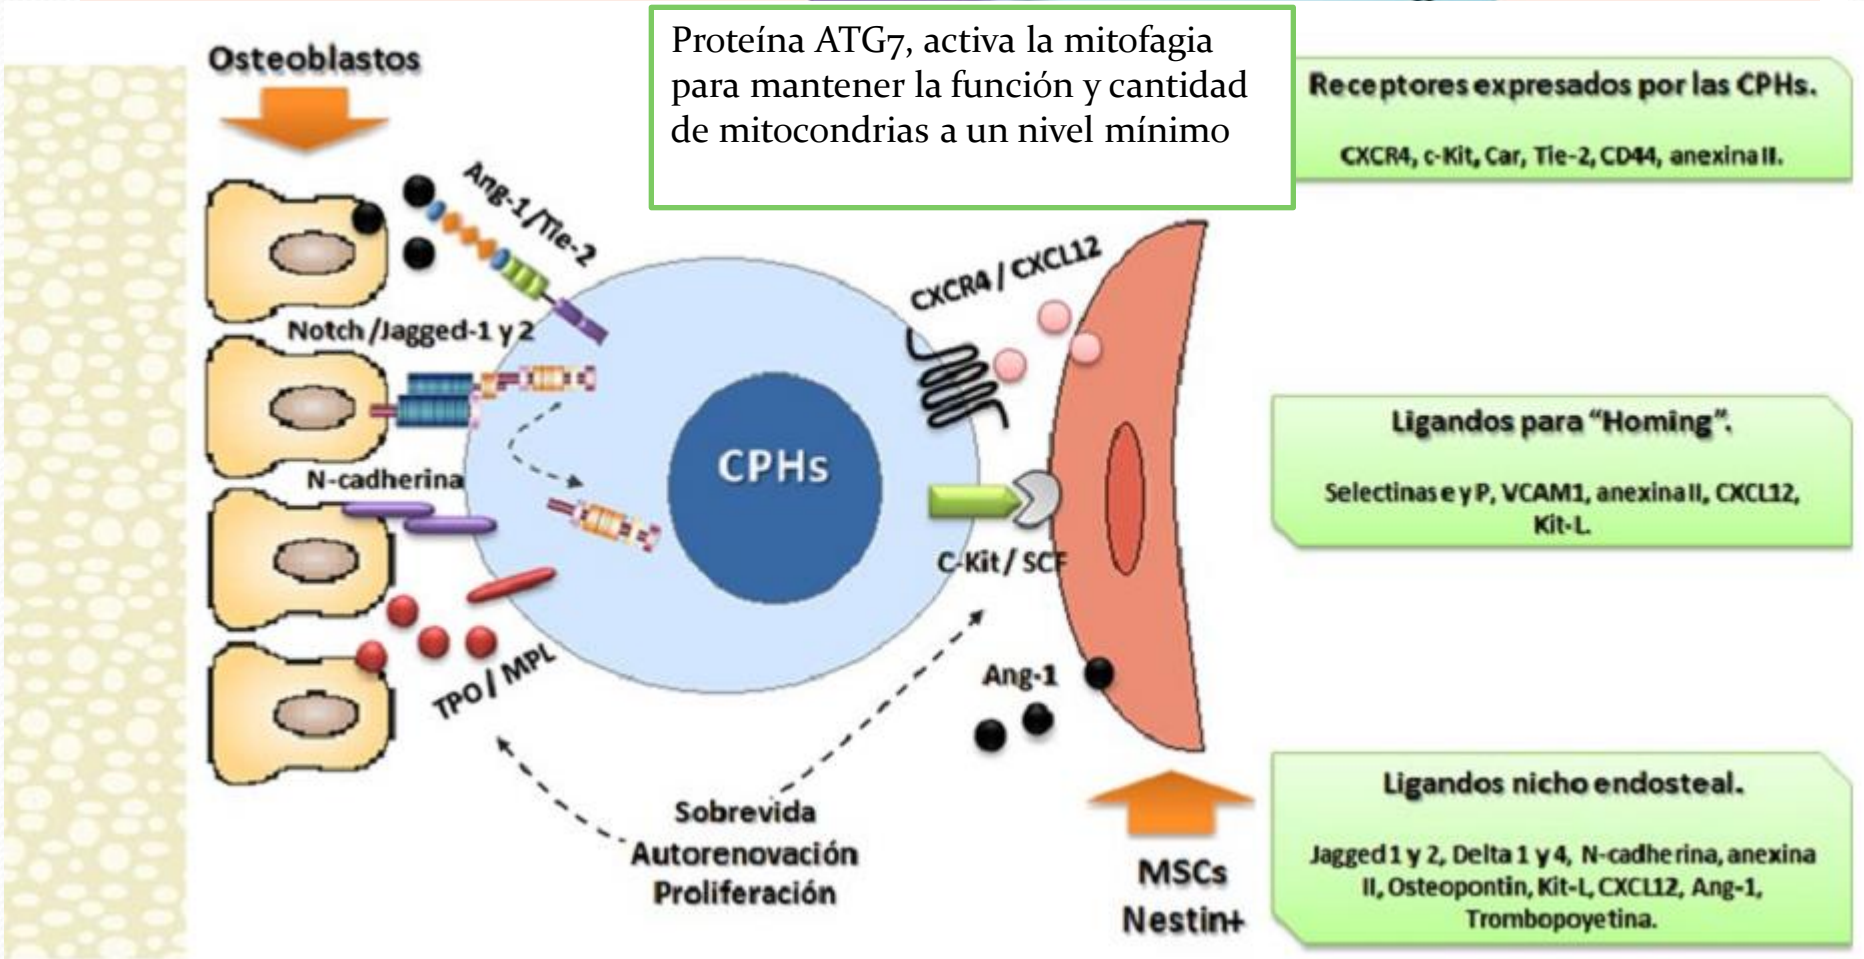 Osteoblastos
Proteína ATG7, activa la mitofagia
para mantener la función y cantidad
de mitocondrias a un nivel mínimo
Receptores expresados por las CPHs.
CXCR4, c-Kit, Car, Tie-2, CD44, anexina II.
Ang-1/Tie-2
Notch /Jagged-1 y 2
N-cadherina
TPO / MPL
CPHs
CXCR4 / CXCL12
C-Kit / SCF
Ang-1
Sobrevida
Autorenovación
Proliferación
MSCs
Nestin+
Ligandos para “Homing”.
Selectinas e y P, VCAM1, anexina II, CXCL12,
Kit-L.
Ligandos nicho endosteal.
Jagged 1 y 2, Delta 1 y 4, N-cadherina, anexina
II, Osteopontin, Kit-L, CXCL12, Ang-1,
Trombopoyetina.